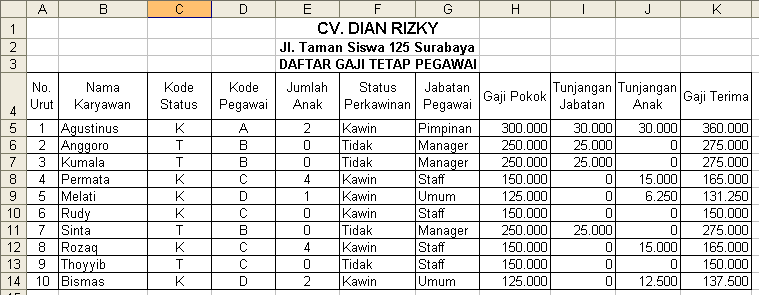 A B C D E F G H I J K
1 CV. DIAN RIZKY
2 Jl. Taman Siswa 125 Surabaya
3 DAFTAR GAJI TETAP PEGAWAI
4 No. Urut Nama Karyawan Kode Status Kode Pegawai Jumlah Anak Status Perkawinan Jabatan Pegawai Gaji Pokok Tunjangan Jabatan Tunjangan Anak Gaji Terima
5 1 Agustinus K A 2 Kawin Pimpinan 300.000 30.000 30.000 360.000
6 2 Anggoro T B 0 Tidak Manager 250.000 25.000 0 275.000
7 3 Kumala T B 0 Tidak Manager 250.000 25.000 0 275.000
8 4 Permata K C 4 Kawin Staff 150.000 0 15.000 165.000
9 5 Melati K D 1 Kawin Umum 125.000 0 6.250 131.250
10 6 Rudy K C 0 Kawin Staff 150.000 0 0 150.000
11 7 Sinta T B 0 Tidak Manager 250.000 25.000 0 275.000
12 8 Rozaq K C 4 Kawin Staff 150.000 0 15.000 165.000
13 9 Thoyyib T C 0 Tidak Staff 150.000 0 0 150.000
14 10 Bismas K D 2 Kawin Umum 125.000 0 12.500 137.500